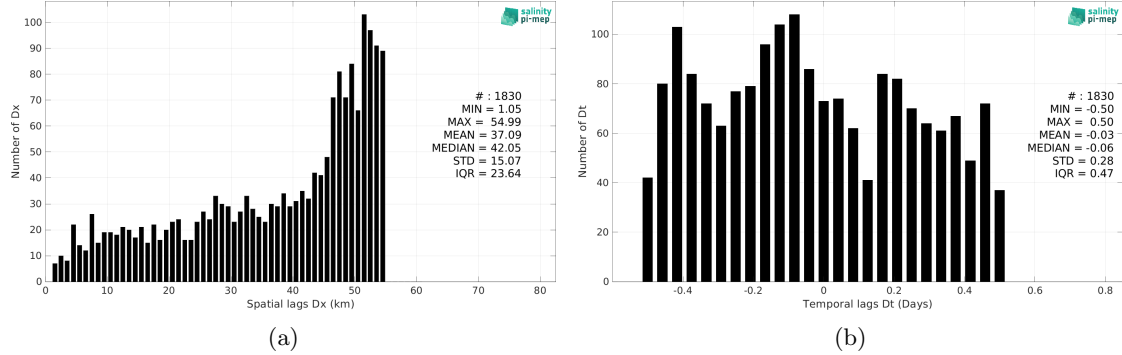 100
90
80
70
60
50
40
30
20
10
0
Number of Dx
0 10 20 30 40 50 60 70 80
Spatial lags Dx (km)
salinity
pi-mep
# : 1830
MIN = 1.05
MAX = 54.99
MEAN = 37.09
MEDIAN = 42.05
STD = 15.07
IQR = 23.64
(a)
100
80
60
40
20
0
Number of Dt
-0.4 -0.2 0 0.2 0.4 0.6 0.8
Temporal lags Dt (Days)
salinity
pi-mep
# : 1830
MIN = -0.50
MAX = 0.50
MEAN = -0.03
MEDIAN = -0.06
STD = 0.28
IQR = 0.47
(b)